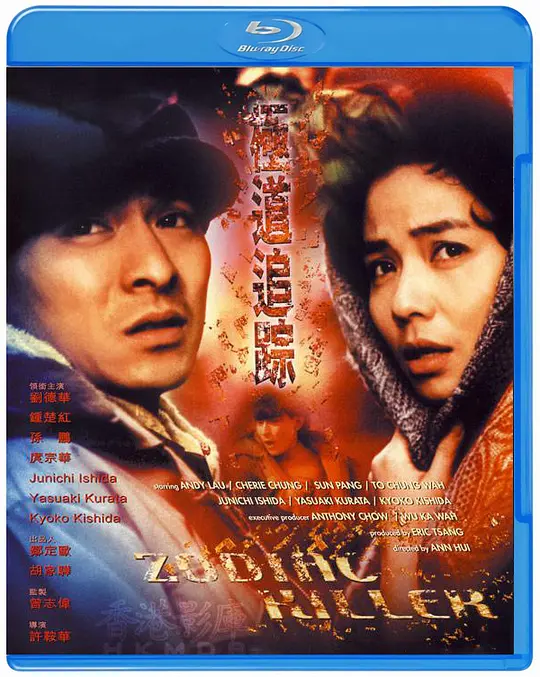 Blu-ray Disc
極道追踪
領銜主演
劉德華
鍾楚紅
孫鵬
庹宗華
Junichi Ishida
Yasuaki Kurata
Kyoko Kishida
出品人
鄭定歐
胡家聯
監製
曾志偉
導演
許鞍華
starring ANDY LAU / CHERIE CHUNG / SUN PANG / TO CHUNG WAH
JUNICHI ISHIDA / YASUAKI KURATA / KYOKO KISHIDA
executive producer ANTHONY CHOW / WU KA WAH
produced by ERIC TSANG
directed by ANN HUI
ZODIAC
KILLER
香港影庫
HKMDB